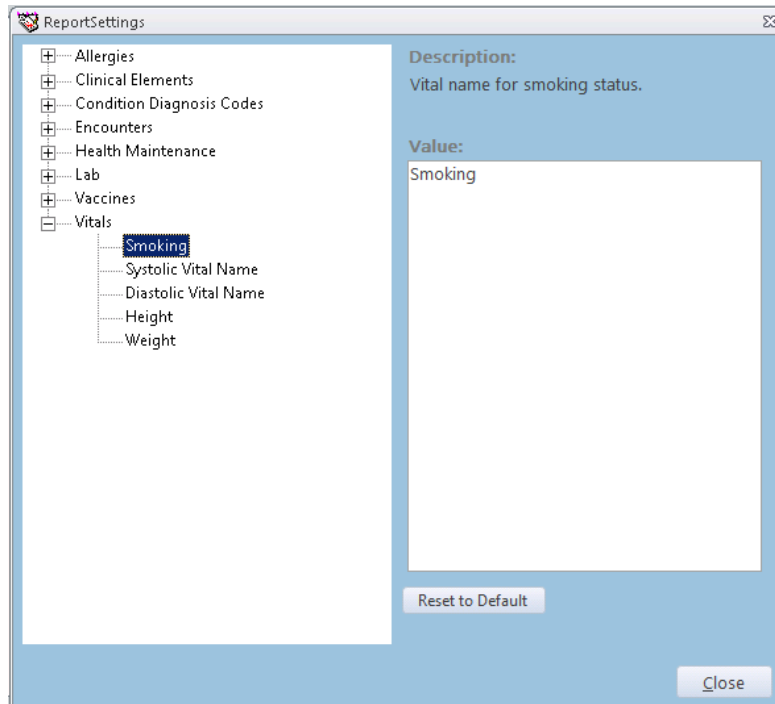 ReportSettings
Allergies
Clinical Elements
Condition Diagnosis Codes
Encounters
Health Maintenance
Lab
Vaccines
Vitals
Smoking
Systolic Vital Name
Diastolic Vital Name
Height
Weight
Description:
Vital name for smoking status.
Value:
Smoking
Reset to Default
Close